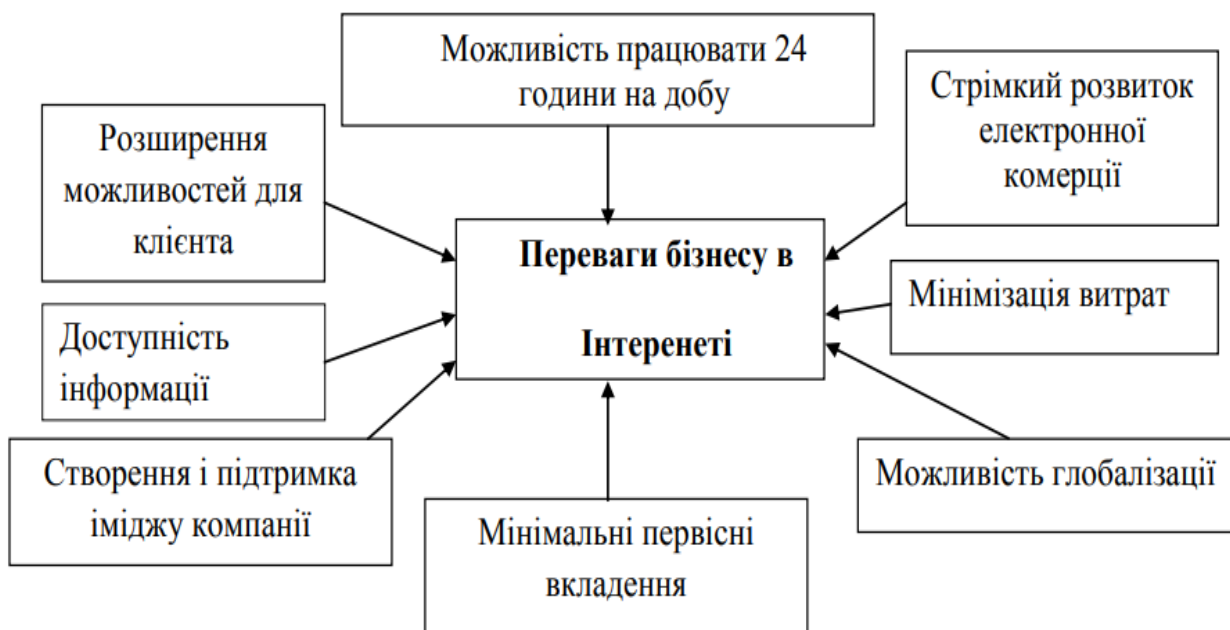 Можливість працювати 24
години на добу
Стрімкий розвиток
електронної
комерції
Розширення
можливостей для
клієнта
Переваги бізнесу в
Інтеренеті
Мінімізація витрат
Доступність
інформації
Створення і підтримка
іміджу компанії
Можливість глобалізації
Мінімальні первісні
вкладення